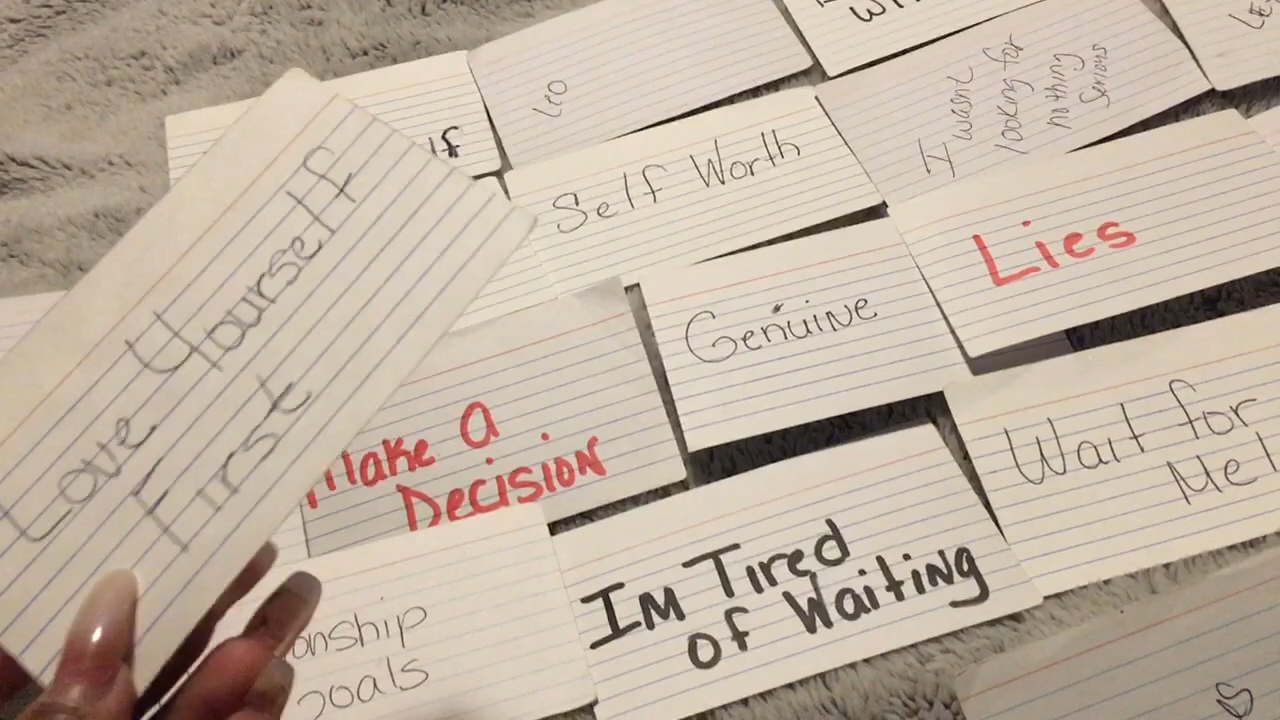 Leo
I wasnt
looking for
nothing
serious
Self Worth
Lies
Love Yourself
First
Genuine
Make A
Decision
Wait for
Me!
Im Tired
of Waiting
onship
goals